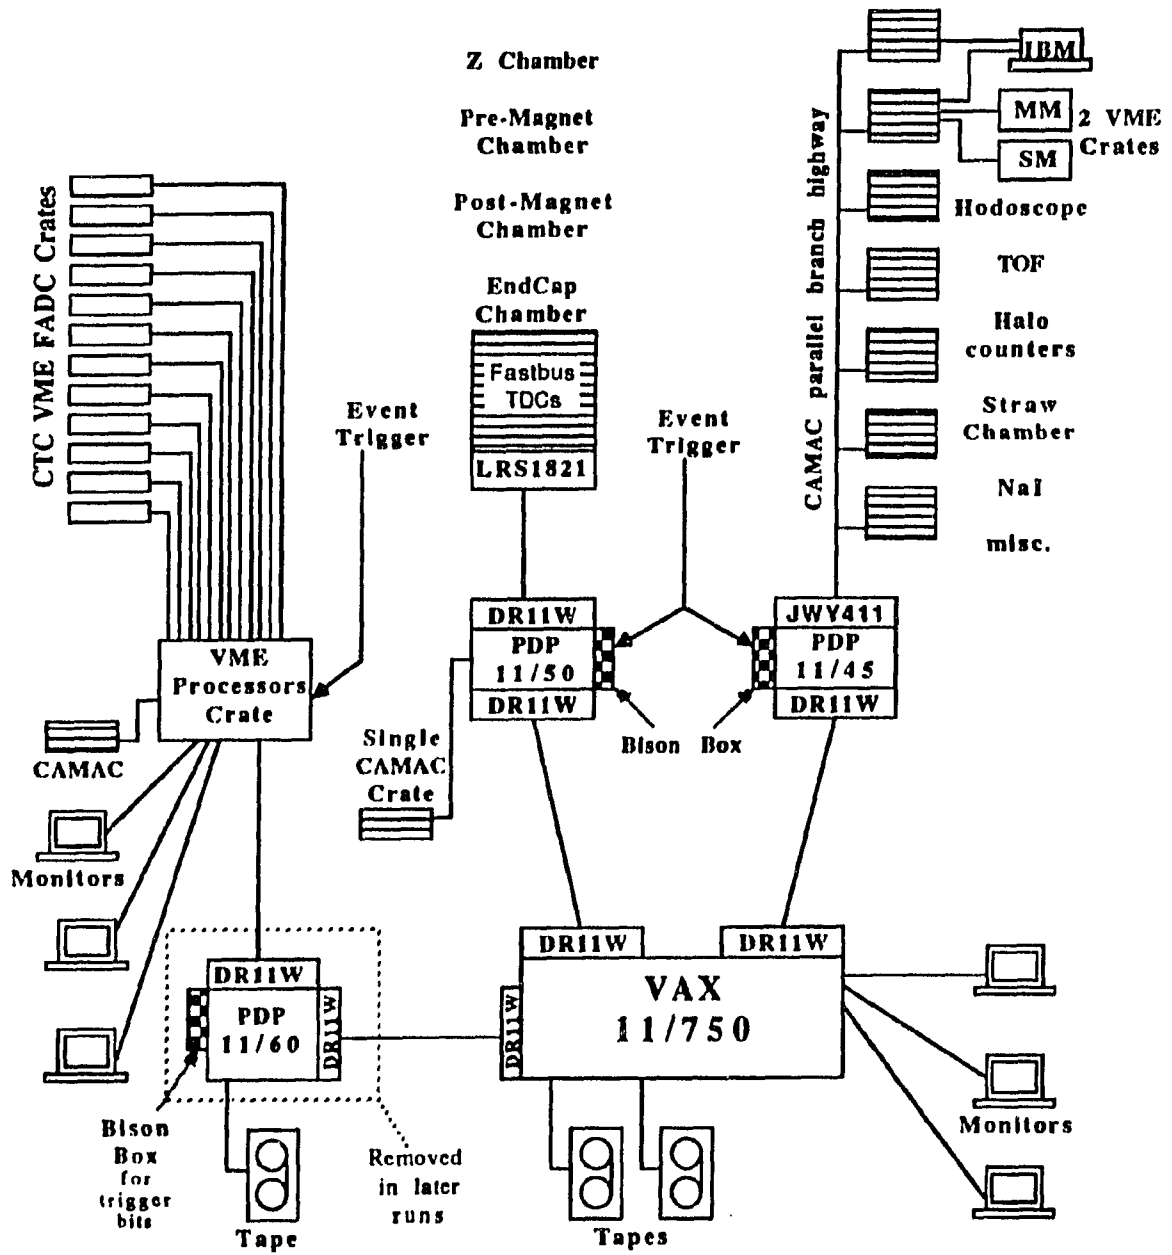 Z Chamber
Pre-Magnet
Chamber
Post-Magnet
Chamber
EndCap
Chamber
Fastbus
TDCs
LRS1821
CTC VME FADC Crates
Event
Trigger
Event
Trigger
CAMAC parallel branch highway
IBM
MM
SM
2 VME
Crates
Hodoscope
TOF
Halo
counters
Straw
Chamber
NaI
misc.
VME
Processors
Crate
CAMAC
Monitors
DR11W
PDP
11/50
DR11W
Single
CAMAC
Crate
Bison Box
JWY411
PDP
11/45
DR11W
DR11W
PDP
11/60
DR11W
Bison
Box
for
trigger
bits
Tape
Removed
in later
runs
DR11W
DR11W
DR11W
VAX
11/750
Tapes
Monitors